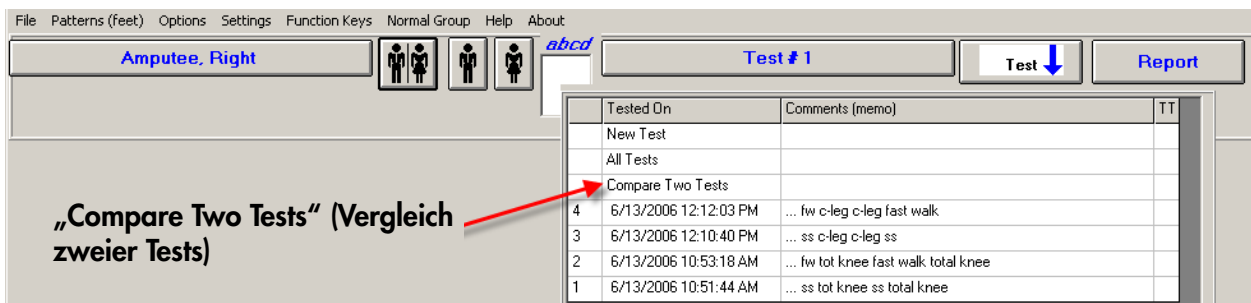 File Patterns (feet) Options Settings Function Keys Normal Group Help About
Amputee, Right
abcd
Test # 1
Test
Report
Tested On Comments (memo) TT
New Test
All Tests
Compare Two Tests
„Compare Two Tests“ (Vergleich
zweier Tests)
4 6/13/2006 12:12:03 PM ... fw c-leg c-leg fast walk
3 6/13/2006 12:10:40 PM ... ss c-leg c-leg ss
2 6/13/2006 10:53:18 AM ... fw tot knee fast walk total knee
1 6/13/2006 10:51:44 AM ... ss tot knee ss total knee